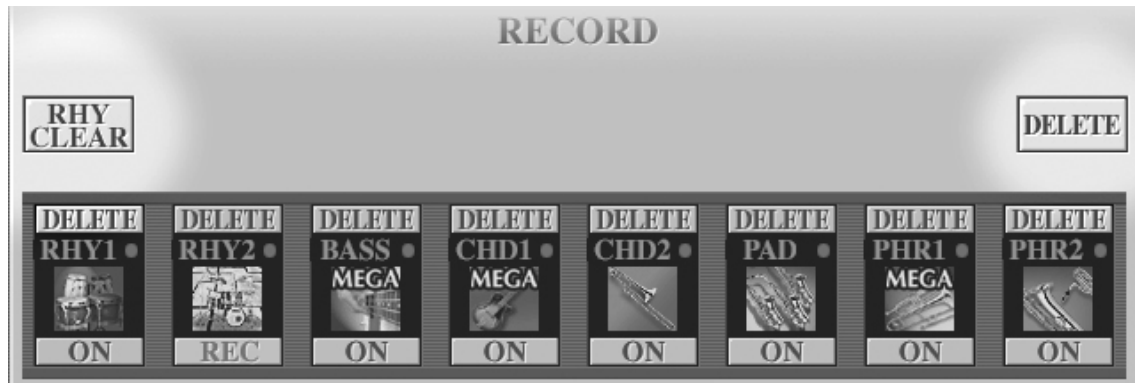 RECORD
RHY
CLEAR
DELETE
DELETE DELETE DELETE DELETE DELETE DELETE DELETE DELETE
RHY1 RHY2 BASS CHD1 CHD2 PAD PHR1 PHR2
MEGA MEGA MEGA
ON REC ON ON ON ON ON ON